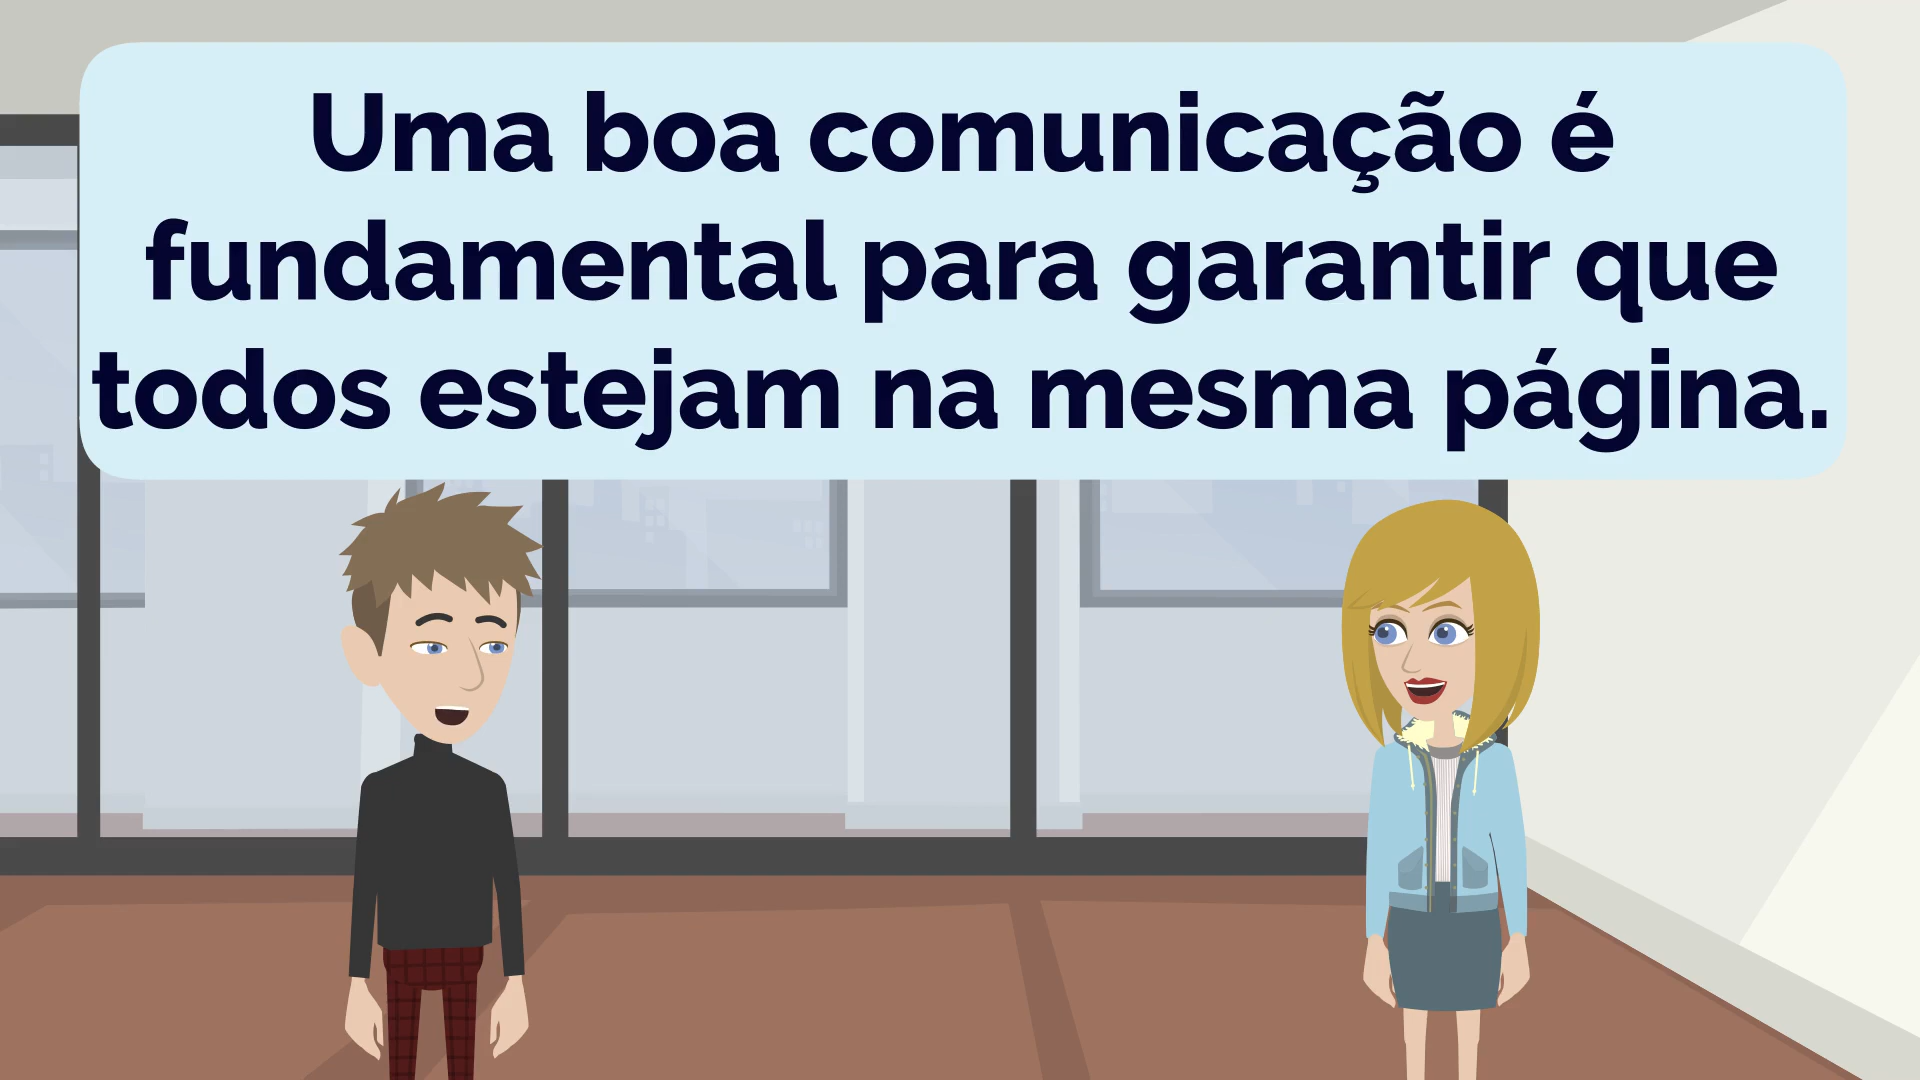 Uma boa comunicação é
fundamental para garantir que
todos estejam na mesma página.